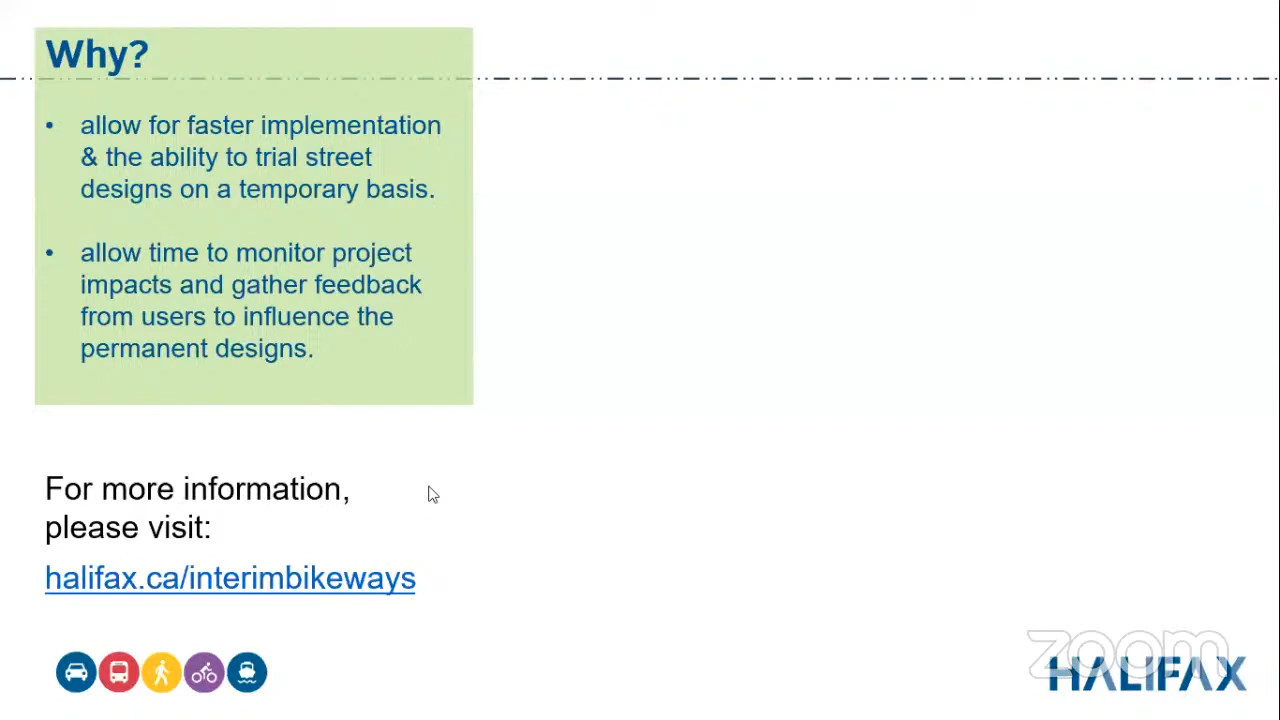 Why?
• allow for faster implementation
& the ability to trial street
designs on a temporary basis.
• allow time to monitor project
impacts and gather feedback
from users to influence the
permanent designs.
For more information,
please visit:
halifax.ca/interimbikeways
zoom
HALIFAX